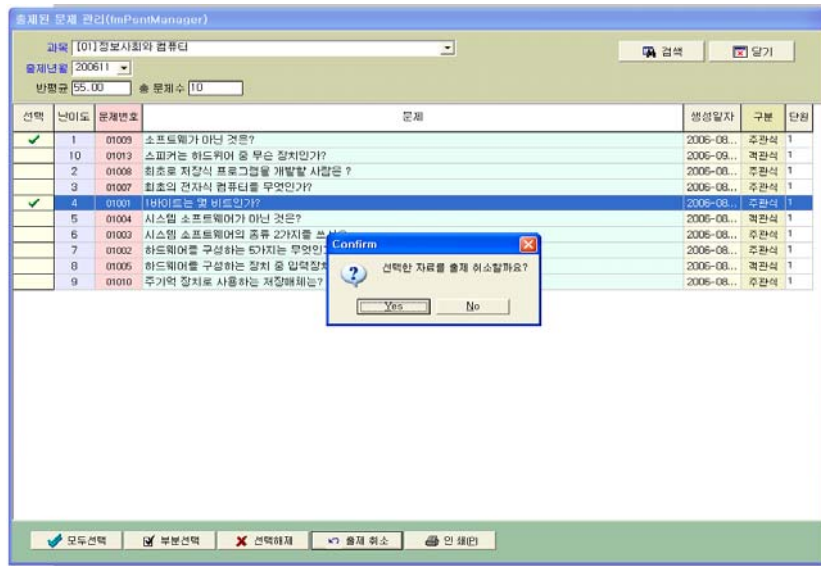 출제된 문제 관리(fmPantManager)
과목 [01]정보사회와 컴퓨터
검색 닫기
출제년월 200611
반평균 55.00 총 문제수 10
선택 난이도 문제번호 문제 생성일자 구분 단원
1 01009 소프트웨가 아닌 것은? 2006-08... 주관식 1
10 01013 스피커는 하드위어 중 무슨 장치인가? 2006-09... 객관식 1
2 01008 최초로 저장식 프로그램을 개발할 사람은 ? 2006-08... 주관식 1
3 01007 최초의 전자식 컴퓨터를 무엇인가? 2006-08... 주관식 1
4 01001 1바이트는 몇 비트인가? 2006-08... 주관식 1
5 01004 시스템 소프트웨어가 아닌 것은? 2006-08... 객관식 1
6 01003 시스템 소프트웨어의 종류 2가지를 2006-08... 주관식 1
7 01002 하드웨어를 구성하는 5가지는 무엇인 2006-08... 주관식 1
8 01005 하드웨어를 구성하는 장치 중 입력장치 2006-08... 객관식 1
9 01010 주기억 장치로 사용하는 저장매체는? 2006-08... 주관식 1
Confirm
선택한 자료를 출제 취소할까요?
Yes No
모두선택 부분선택 선택해제 출제 취소 인 쇄(P)